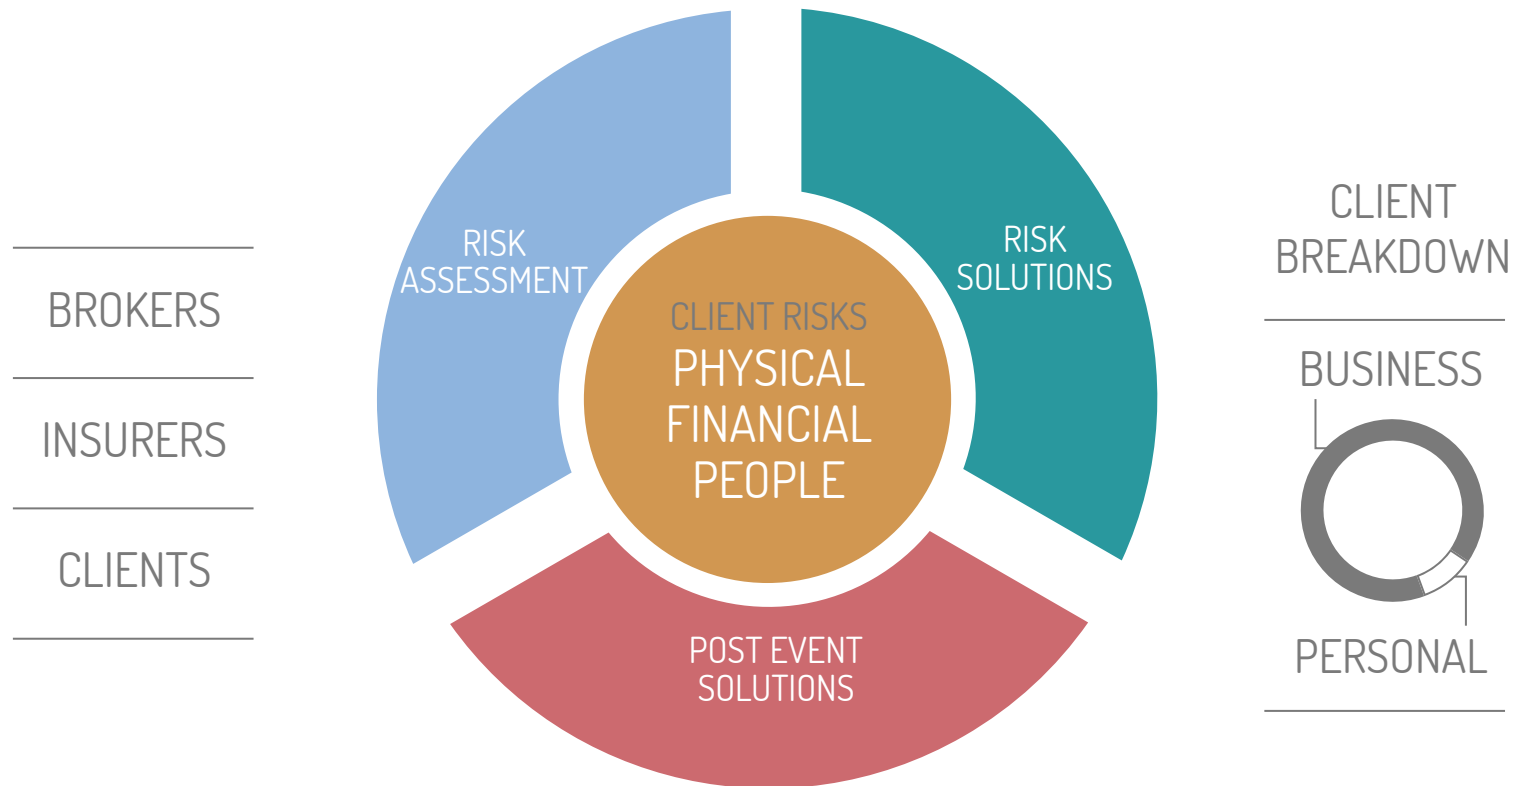 BROKERS
INSURERS
CLIENTS
RISK
ASSESSMENT
RISK
SOLUTIONS
CLIENT RISKS
PHYSICAL
FINANCIAL
PEOPLE
POST EVENT
SOLUTIONS
CLIENT
BREAKDOWN
BUSINESS
PERSONAL